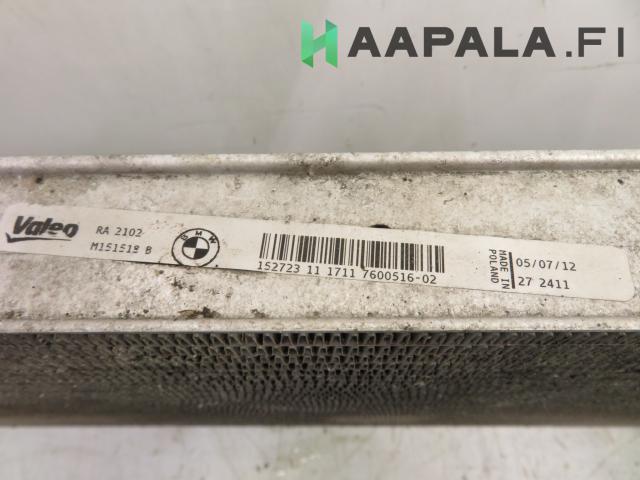 HAAPALA.FI
Valeo
RA 2102
M151518 B
BMW
152723 11 1711 7600516-02
MADE IN
POLAND
05/07/12
27 2411